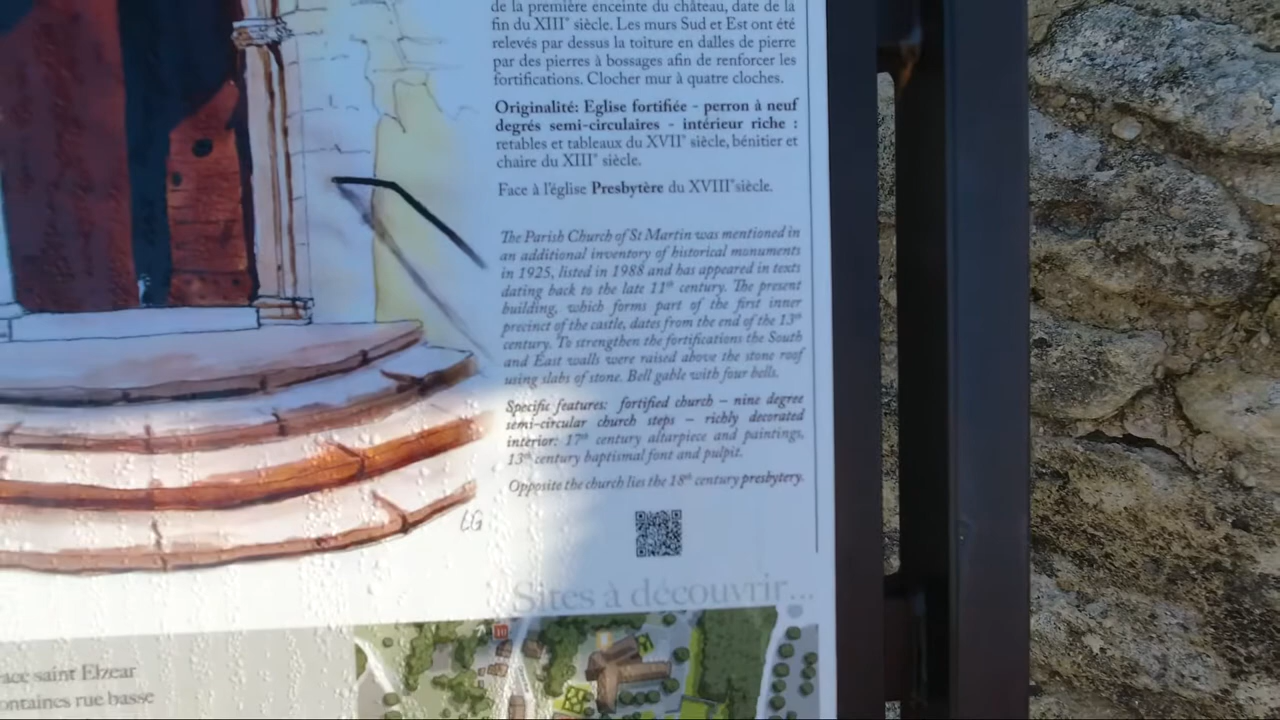 de la première enceinte du château, date de la
fin du XIIIᵉ siècle. Les murs Sud et Est ont été
relevés par dessus la toiture en dalles de pierre
par des pierres à bossages afin de renforcer les
fortifications. Clocher mur à quatre cloches.
Originalité: Eglise fortifiée - perron à neuf
degrés semi-circulaires - intérieur riche :
retables et tableaux du XVIIᵉ siècle, bénitier et
chaire du XIIIᵉ siècle.
Face à l'église Presbytère du XVIIIᵉsiècle.
The Parish Church of St Martin was mentioned in
an additional inventory of historical monuments
in 1925, listed in 1988 and has appeared in texts
dating back to the late 11ᵗʰ century. The present
building, which forms part of the first inner
precinct of the castle, dates from the end of the 13ᵗʰ
century. To strengthen the fortifications the South
and East walls were raised above the stone roof
using slabs of stone. Bell gable with four bells.
Specific features: fortified church – nine degree
semi-circular church steps – richly decorated
interior: 17ᵗʰ century altarpiece and paintings,
13ᵗʰ century baptismal font and pulpit.
Opposite the church lies the 18ᵗʰ century presbytery.
LG
Sites à découvrir...
10
ace saint Elzear
ontaines rue basse